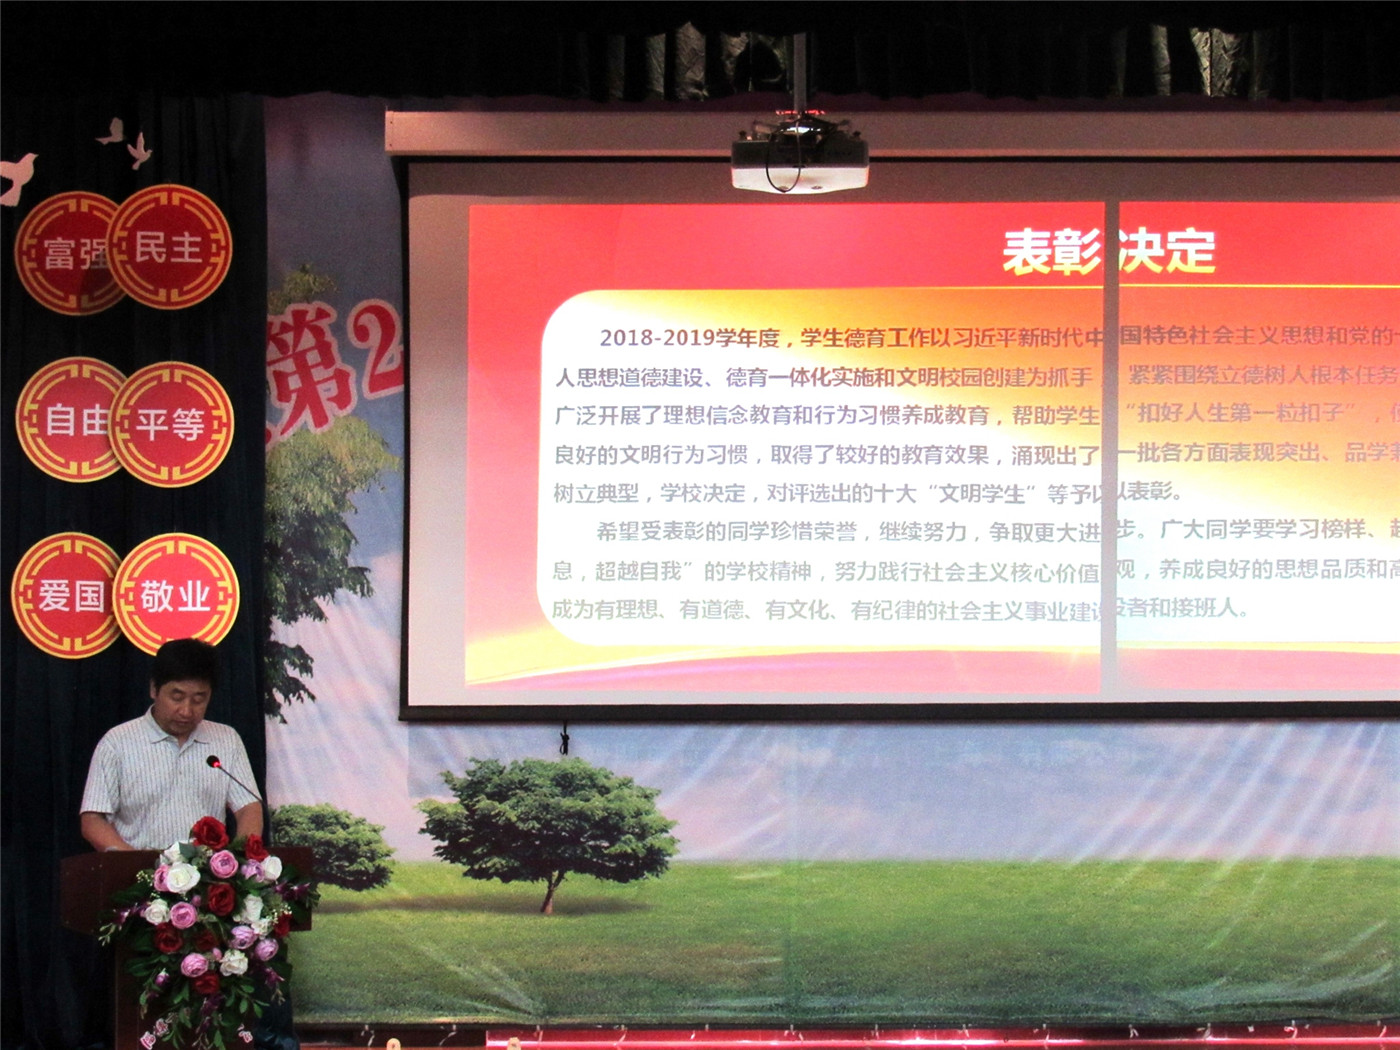 富强
民主
自由
平等
爱国
敬业
第2
表彰决定
2018-2019学年度，学生德育工作以习近平新时代中国特色社会主义思想和党的十
人思想道德建设、德育一体化实施和文明校园创建为抓手，紧紧围绕立德树人根本任务
广泛开展了理想信念教育和行为习惯养成教育，帮助学生“扣好人生第一粒扣子”，
良好的文明行为习惯，取得了较好的教育效果，涌现出了一批各方面表现突出、品学
树立典型，学校决定，对评选出的十大“文明学生”等予以表彰。
希望受表彰的同学珍惜荣誉，继续努力，争取更大进步。广大同学要学习榜样、
息，超越自我”的学校精神，努力践行社会主义核心价值观，养成良好的思想品质和高
成为有理想、有道德、有文化、有纪律的社会主义事业建设者和接班人。